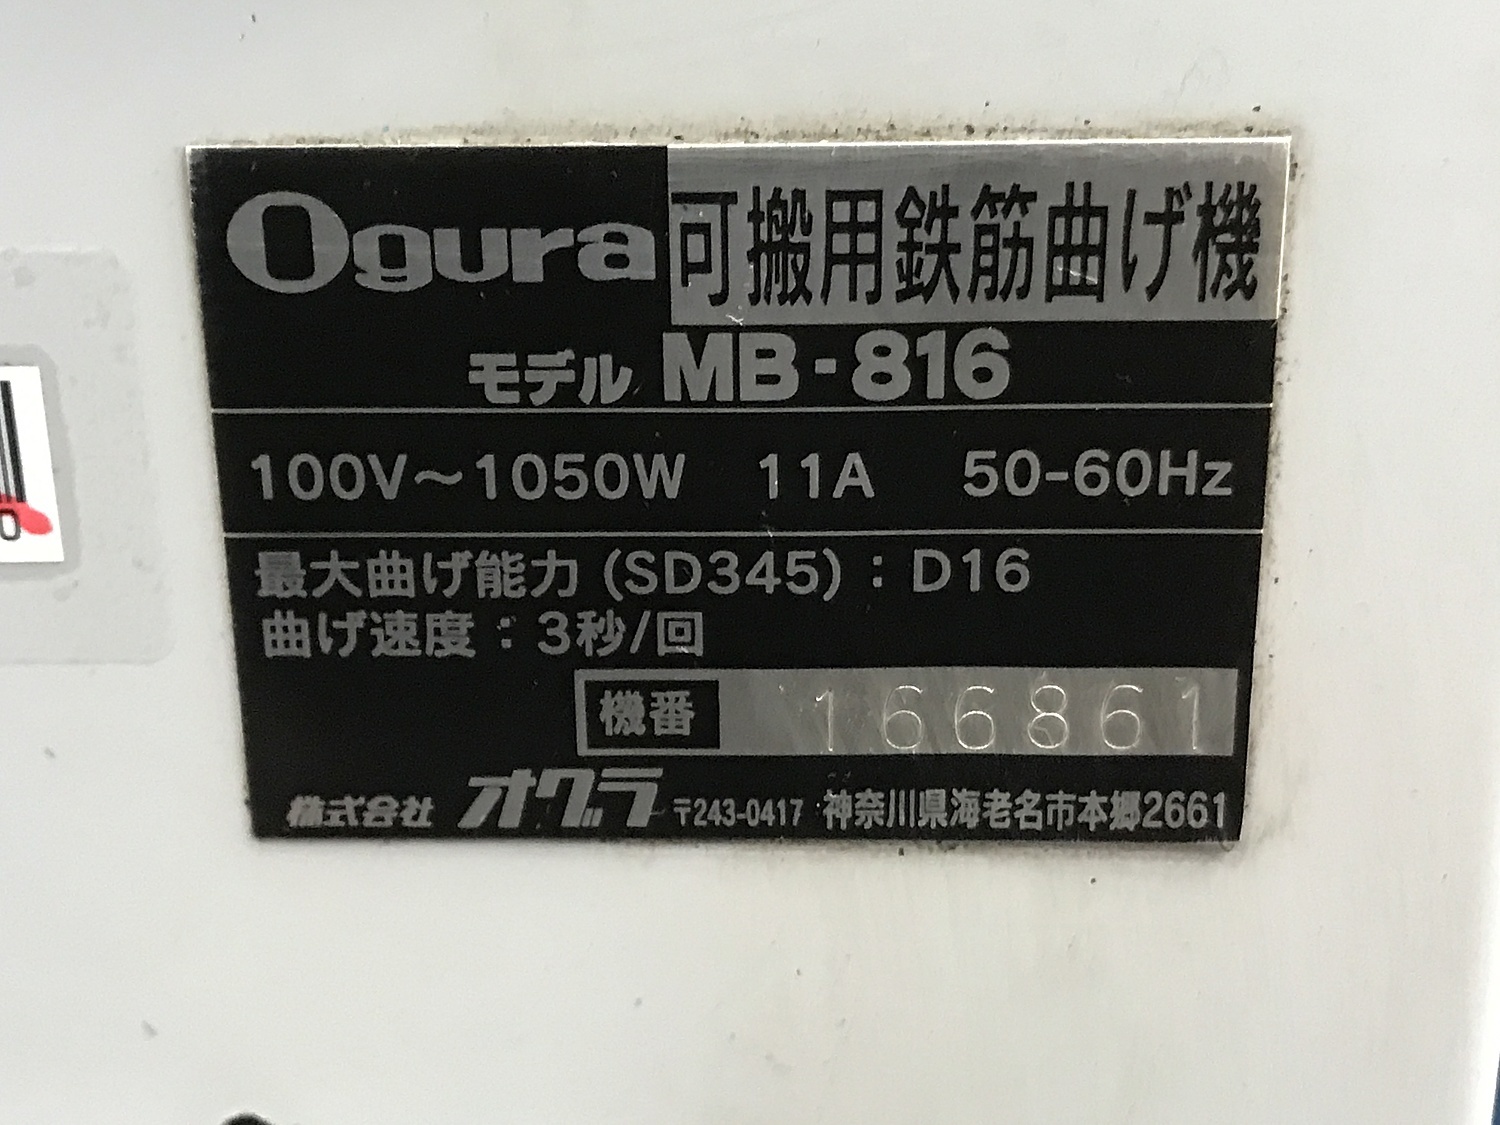 Ogura 可搬用鉄筋曲げ機
モデル MB-816
100V～1050W 11A 50-60Hz
最大曲げ能力 (SD345)：D16
曲げ速度：3秒/回
機番 166861
株式会社 オグラ 〒243-0417 神奈川県海老名市本郷2661
0